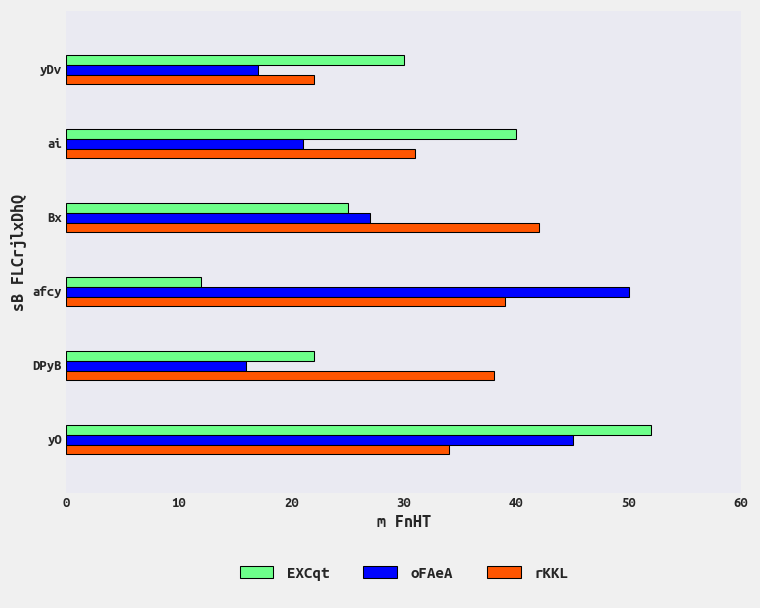 sB FLCrjlxDhQ
yDv
ai
Bx
afcy
DPyB
yO
0 10 20 30 40 50 60
m FnHT
EXCqt oFAeA rKKL